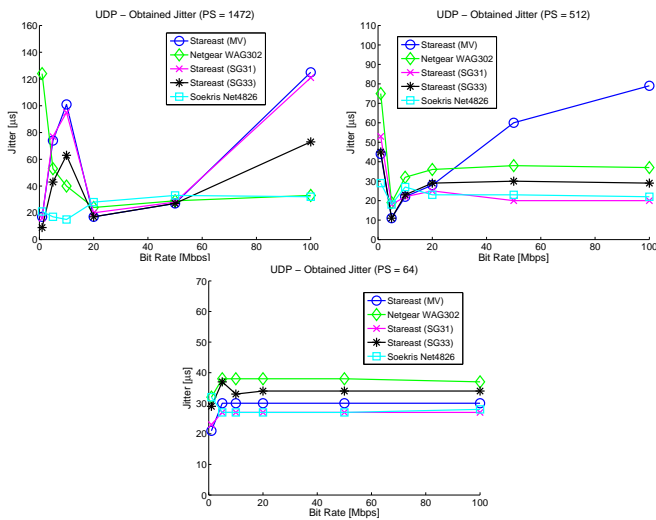 UDP – Obtained Jitter (PS = 1472)
Jitter [μs]
160
140
120
100
80
60
40
20
0
Stareast (MV)
Netgear WAG302
Stareast (SG31)
Stareast (SG33)
Soekris Net4826
0 20 40 60 80 100
Bit Rate [Mbps]
UDP – Obtained Jitter (PS = 512)
Jitter [μs]
110
100
90
80
70
60
50
40
30
20
10
0
Stareast (MV)
Netgear WAG302
Stareast (SG31)
Stareast (SG33)
Soekris Net4826
0 20 40 60 80 100
Bit Rate [Mbps]
UDP – Obtained Jitter (PS = 64)
Jitter [μs]
70
60
50
40
30
20
10
0
Stareast (MV)
Netgear WAG302
Stareast (SG31)
Stareast (SG33)
Soekris Net4826
0 20 40 60 80 100
Bit Rate [Mbps]